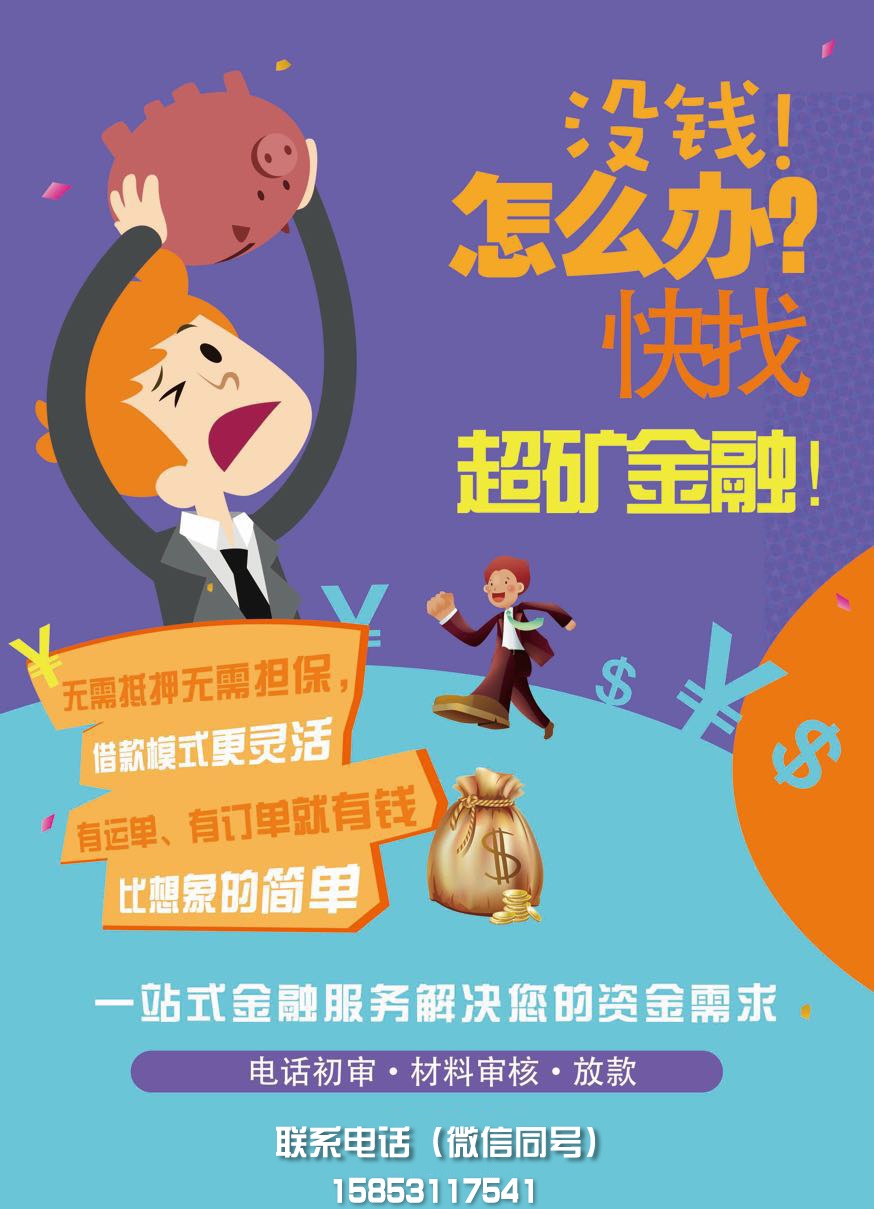 没钱!
怎么办?
快找
超矿金融!
无需抵押无需担保,
借款模式更灵活
有运单、有订单就有钱
比想象的简单
一站式金融服务解决您的资金需求
电话初审·材料审核·放款
联系电话(微信同号)
15853117541